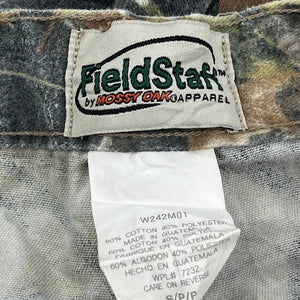 FieldStaff™
by MOSSY OAK® APPAREL
W242M01
60% COTTON 40% POLYESTER
MADE IN GUATEMALA
60% COTON 40% POLYESTER
FABRIQUE EN GUATEMALA
60% ALGODON 40% POLIESTER
HECHO EN GUATEMALA
WPL# 7232
CARE ON REVERSE
S/P/P